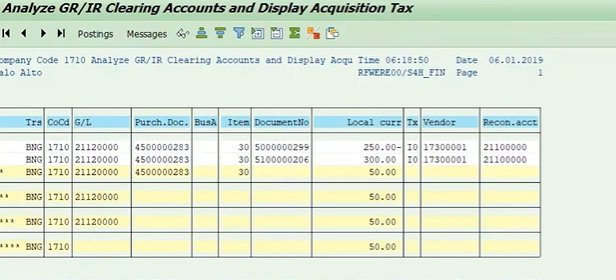 Analyze GR/IR Clearing Accounts and Display Acquisition Tax
Postings Messages
ompany Code 1710 Analyze GR/IR Clearing Accounts and Display Acqu Time 06:18:50 Date 06.01.2019
alo Alto RFWERE00/S4H_FIN Page 1
Trs CoCd G/L Purch.Doc. BusA Item DocumentNo Local curr Tx Vendor Recon.acct
BNG 1710 21120000 4500000283 30 5000000299 250.00- I0 17300001 21100000
BNG 1710 21120000 4500000283 30 5100000206 300.00 I0 17300001 21100000
* BNG 1710 21120000 4500000283 30 50.00
** BNG 1710 21120000 50.00
*** BNG 1710 21120000 50.00
**** BNG 1710 50.00